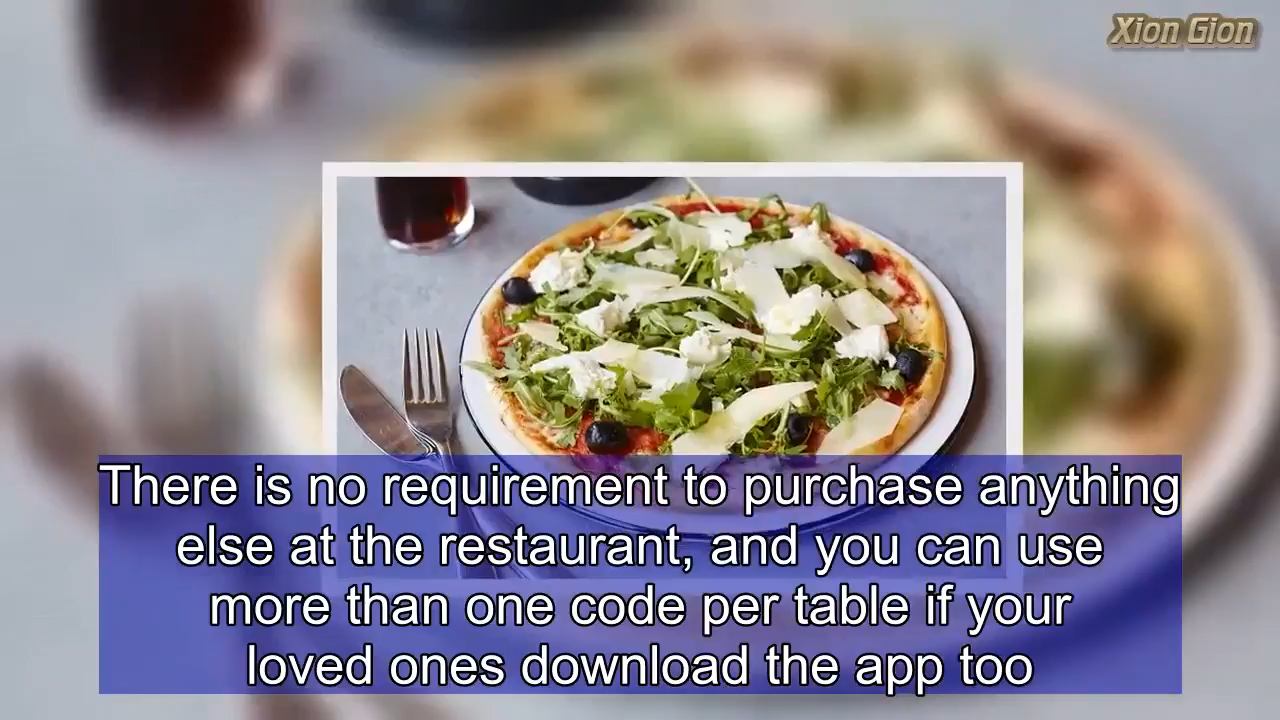 Xion Gion
There is no requirement to purchase anything
else at the restaurant, and you can use
more than one code per table if your
loved ones download the app too